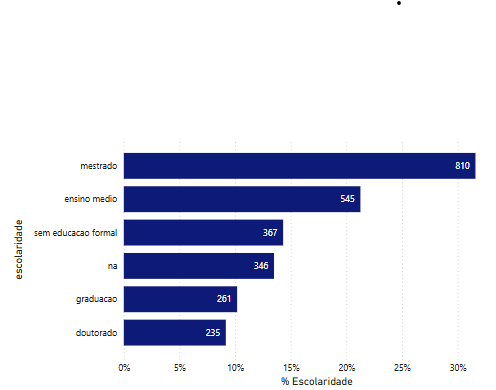 mestrado 810
ensino medio 545
sem educacao formal 367
na 346
graduacao 261
doutorado 235
escolaridade
0% 5% 10% 15% 20% 25% 30%
% Escolaridade